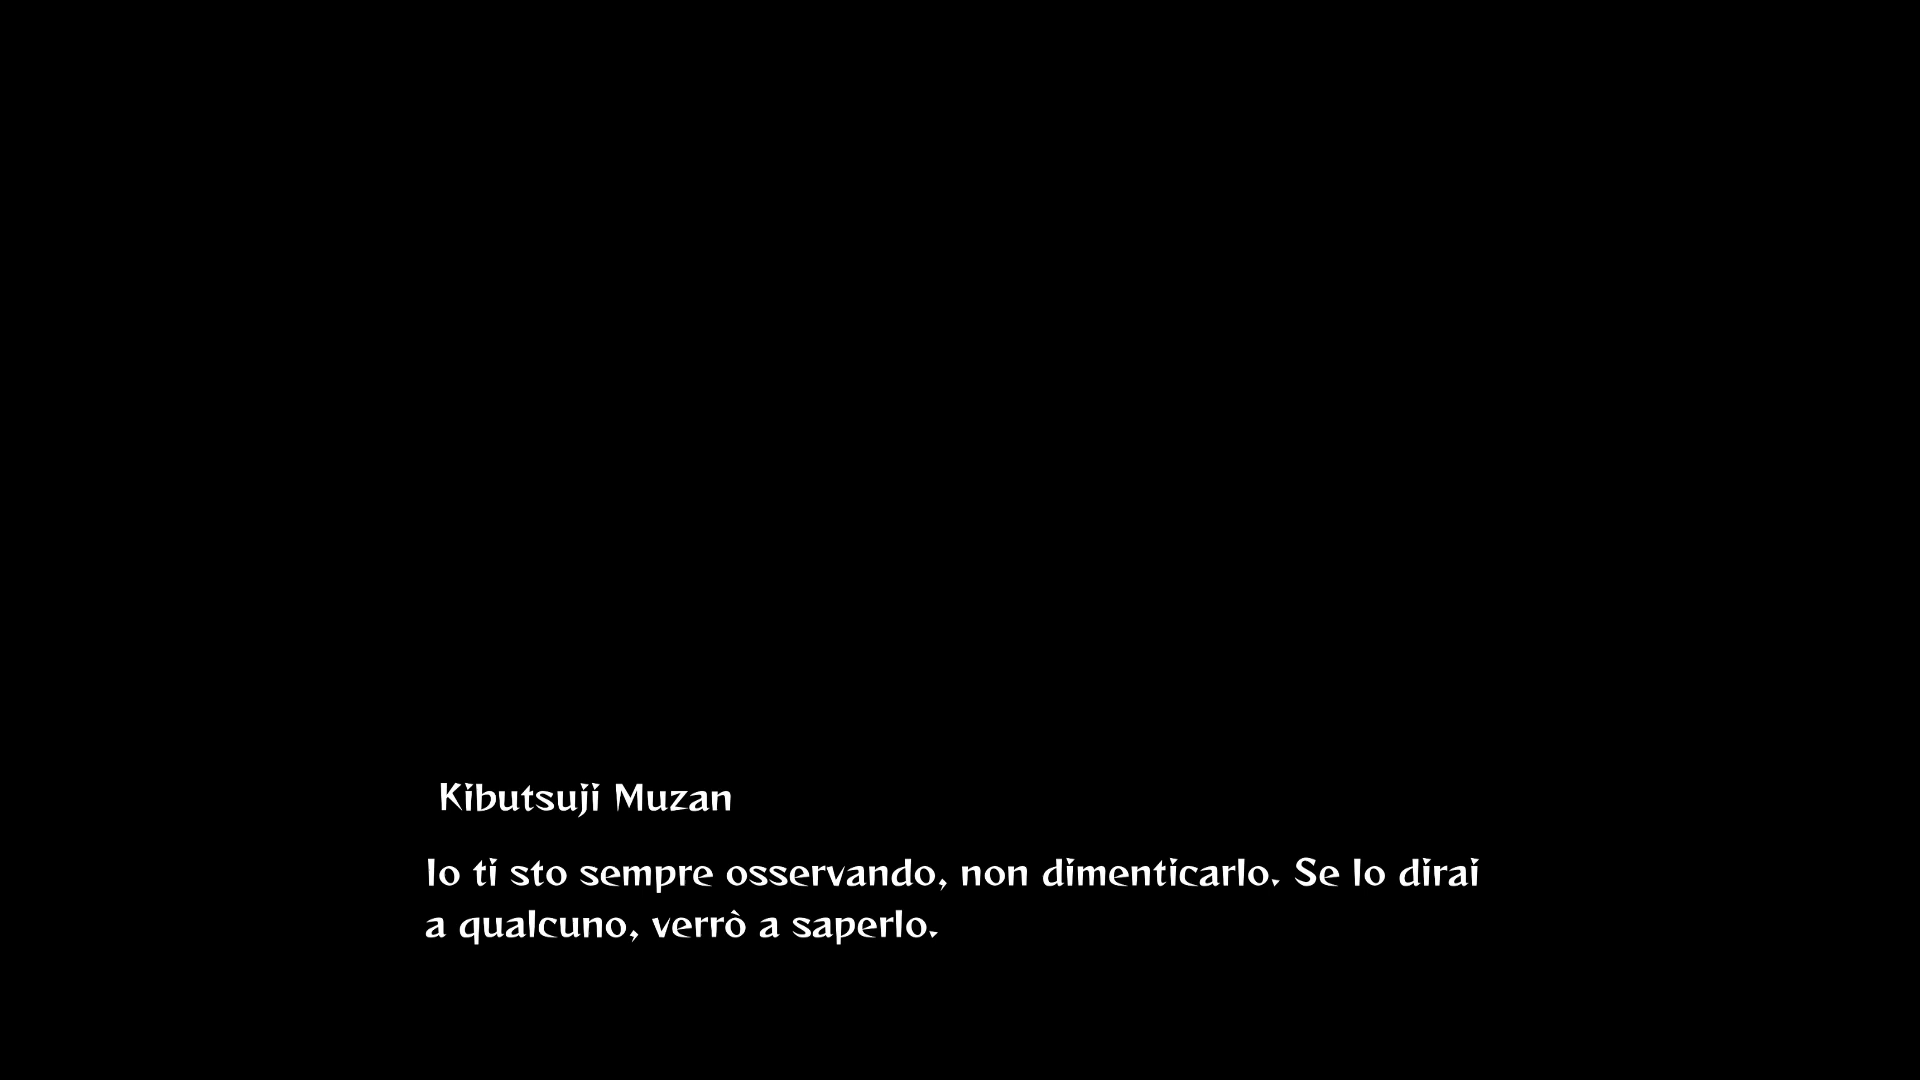 Kibutsuji Muzan
Io ti sto sempre osservando, non dimenticarlo. Se lo dirai
a qualcuno, verrò a saperlo.